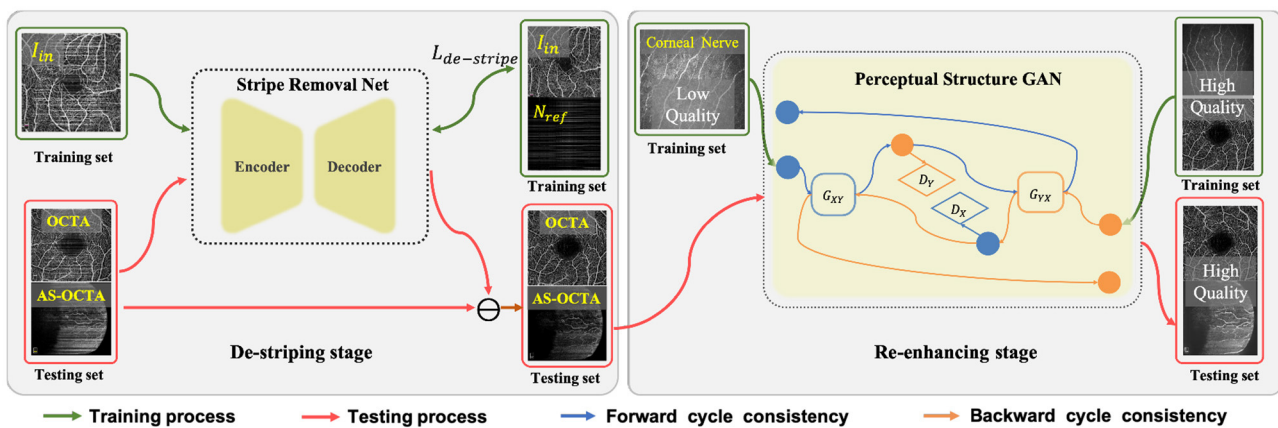 I_in
Training set
OCTA
AS-OCTA
Testing set
Stripe Removal Net
Encoder
Decoder
L_de-stripe
I_in
N_ref
Training set
OCTA
AS-OCTA
Testing set
De-striping stage
Corneal Nerve
Low
Quality
Training set
Perceptual Structure GAN
G_XY
D_Y
D_X
G_YX
High
Quality
Training set
High
Quality
Testing set
Re-enhancing stage
Training process
Testing process
Forward cycle consistency
Backward cycle consistency